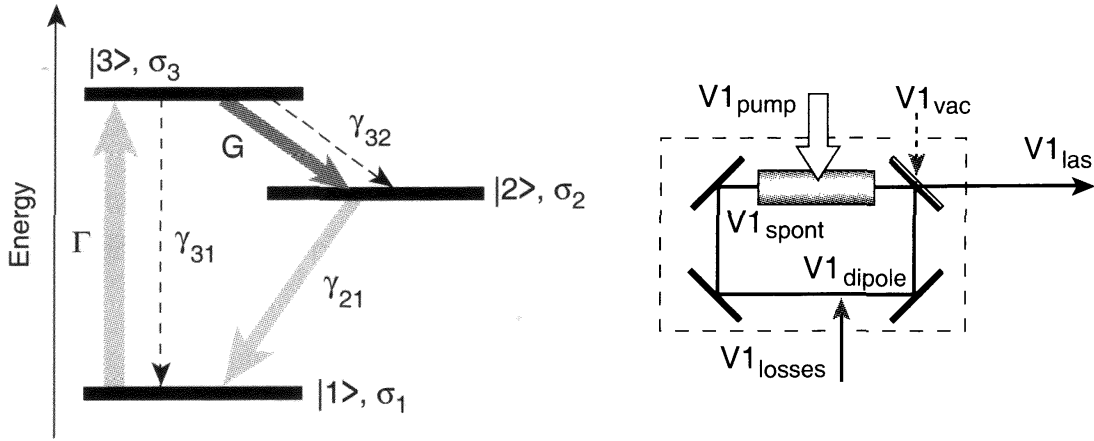 Energy
|3>, σ3
G
γ32
|2>, σ2
Γ
γ31
γ21
|1>, σ1
V1pump
V1vac
V1las
V1spont
V1dipole
V1losses